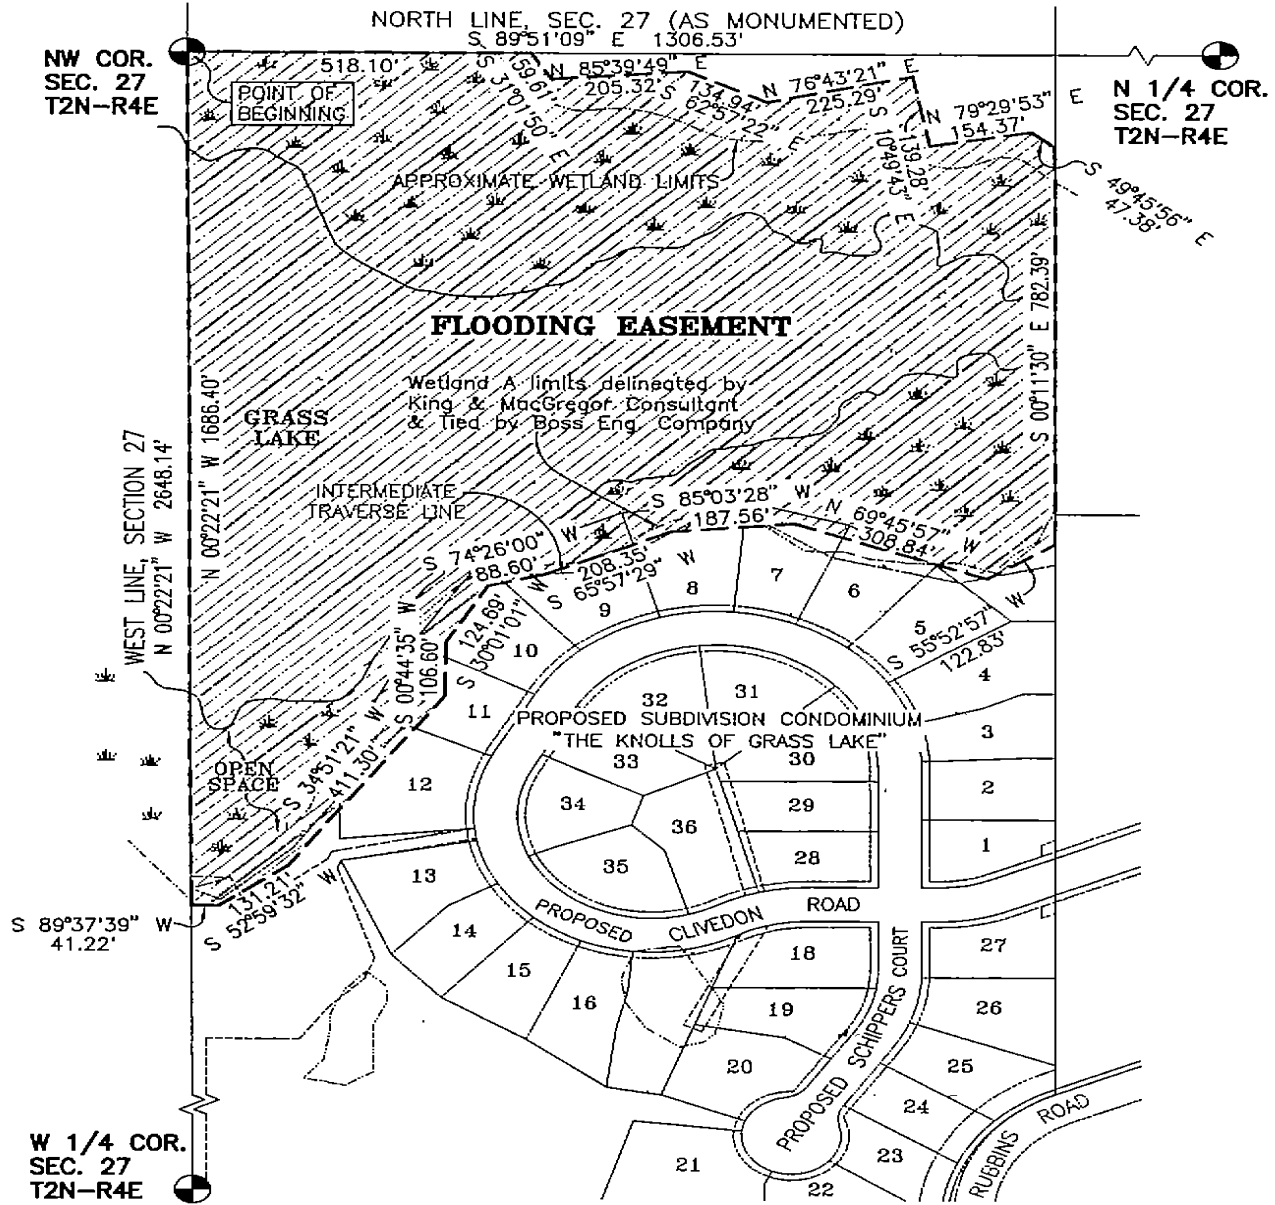 NORTH LINE, SEC. 27 (AS MONUMENTED)
S 89°51'09" E 1306.53'
NW COR.
SEC. 27
T2N-R4E
518.10'
POINT OF
BEGINNING
159.67'
S 31°01'50" E
N 85°39'49" E
205.32'
134.94'
S 62°57'22" E
N 76°43'21" E
225.29'
139.28'
S 10°49'43" E
N 79°29'53" E
154.37'
N 1/4 COR.
SEC. 27
T2N-R4E
S 49°45'56" E
47.38'
APPROXIMATE WETLAND LIMITS
S 00°11'30" E 782.39'
FLOODING EASEMENT
Wetland A limits delineated by
King & MacGregor Consultant
& Tied by Boss Eng. Company
GRASS
LAKE
WEST LINE, SECTION 27
N 00°22'21" W 2648.14'
N 00°22'21" W 1686.40'
INTERMEDIATE
TRAVERSE LINE
S 85°03'28" W
187.56'
N 69°45'57" W
308.84'
S 74°26'00" W
88.60'
208.35'
S 65°57'29" W
124.69'
S 30°01'01" W
S 00°44'35" W
106.60'
S 55°52'57" W
122.83'
S 34°51'21" W
411.30'
OPEN
SPACE
131.21'
S 52°59'32" W
S 89°37'39" W
41.22'
7
8
6
9
5
10
4
11
32
31
PROPOSED SUBDIVISION CONDOMINIUM
"THE KNOLLS OF GRASS LAKE"
3
33
30
12
2
34
29
36
1
35
28
13
PROPOSED CLIVEDON ROAD
14
18
27
15
16
19
26
PROPOSED SCHIPPERS COURT
20
25
24
23
21
22
RUBBINS ROAD
W 1/4 COR.
SEC. 27
T2N-R4E